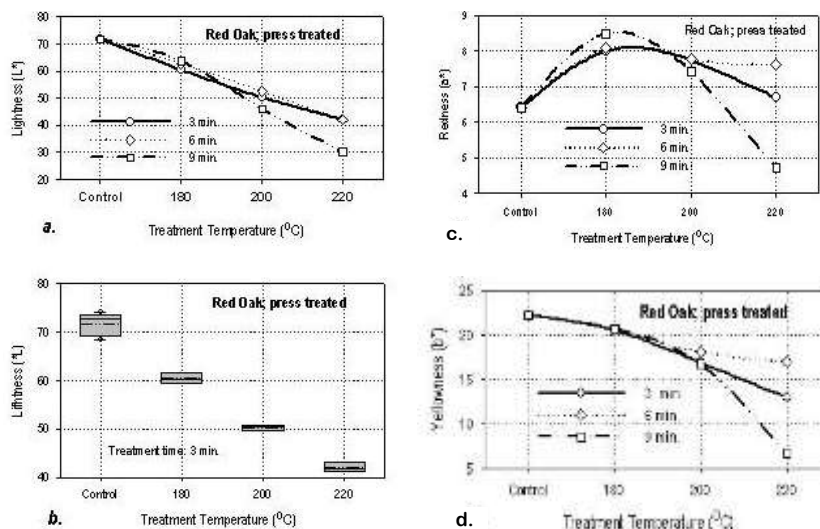 Red Oak; press treated
80
70
60
50
40
30
20
Lightness (L*)
3 min.
6 min.
9 min.
Control 180 200 220
a.
Treatment Temperature (⁰C)
Red Oak; press treated
9
8
7
6
5
4
Redness (a*)
3 min.
6 min.
9 min.
Control 180 200 220
c.
Treatment Temperature (⁰C)
Red Oak; press treated
80
70
60
50
40
Lifhtness (*L)
Treatment time: 3 min.
Control 180 200 220
b.
Treatment Temperature (⁰C)
Red Oak; press treated
25
20
15
10
5
Yellowness (b*)
3 min.
6 min.
9 min.
Control 180 200 220
d.
Treatment Temperature (⁰C)